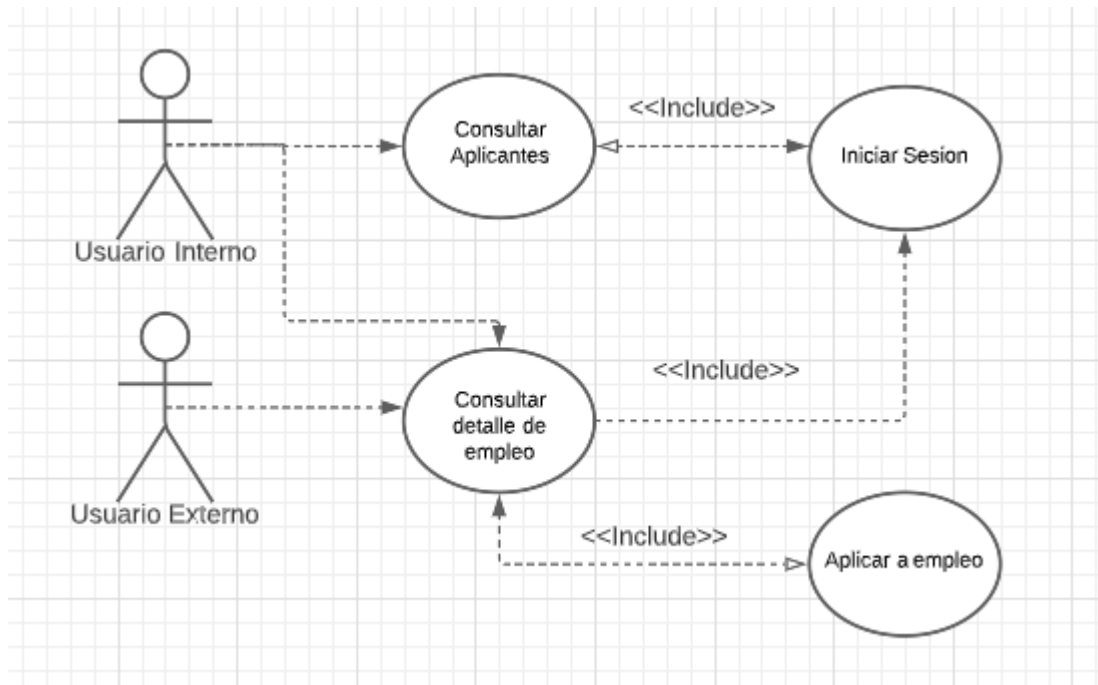 <<Include>>
Consultar
Aplicantes
Iniciar Sesion
Usuario Interno
<<Include>>
Consultar
detalle de
empleo
Usuario Externo
<<Include>>
Aplicar a empleo